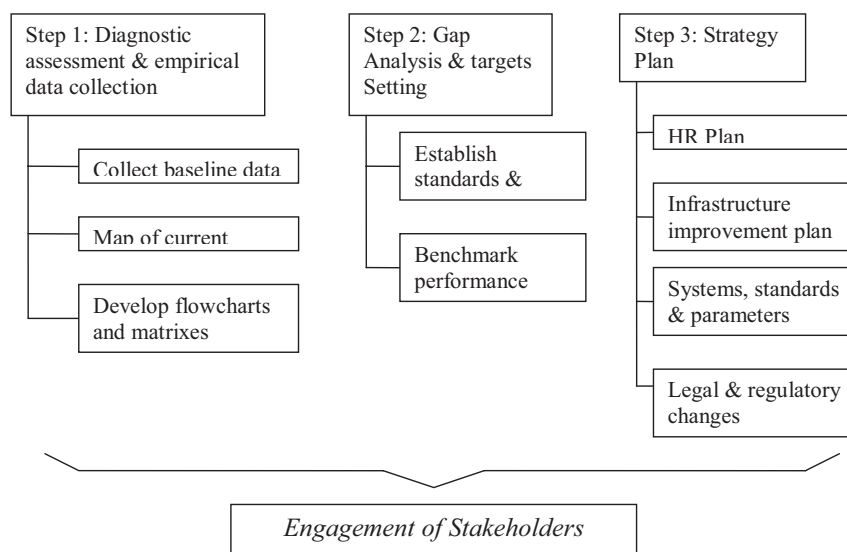 Step 1: Diagnostic
assessment & empirical
data collection
Collect baseline data
Map of current
Develop flowcharts
and matrixes
Step 2: Gap
Analysis & targets
Setting
Establish
standards &
Benchmark
performance
Step 3: Strategy
Plan
HR Plan
Infrastructure
improvement plan
Systems, standards
& parameters
Legal & regulatory
changes
Engagement of Stakeholders